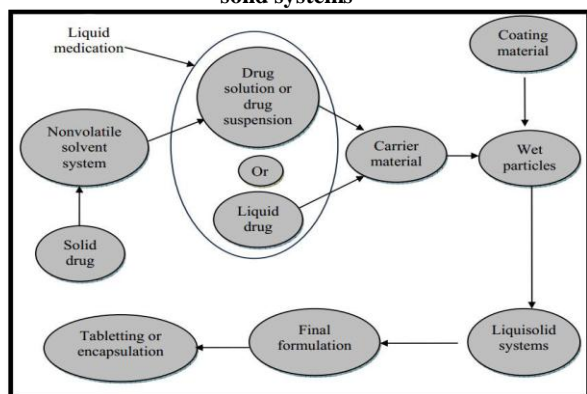 solid systems
Liquid
medication
Coating
material
Drug
solution or
drug
suspension
Nonvolatile
solvent
system
Carrier
material
Wet
particles
Or
Liquid
drug
Solid
drug
Tabletting or
encapsulation
Final
formulation
Liquisolid
systems